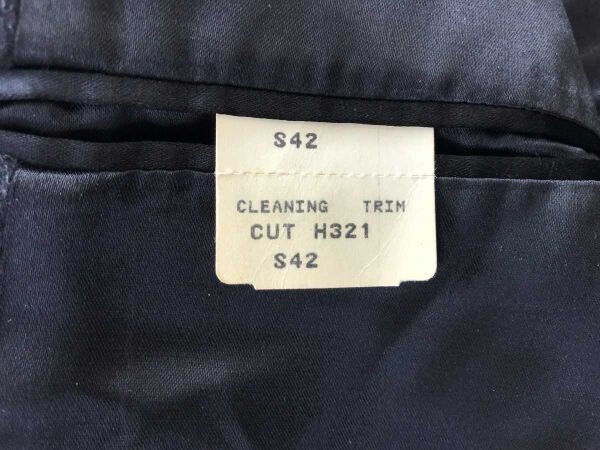 S42
CLEANING TRIM
CUT H321
S42